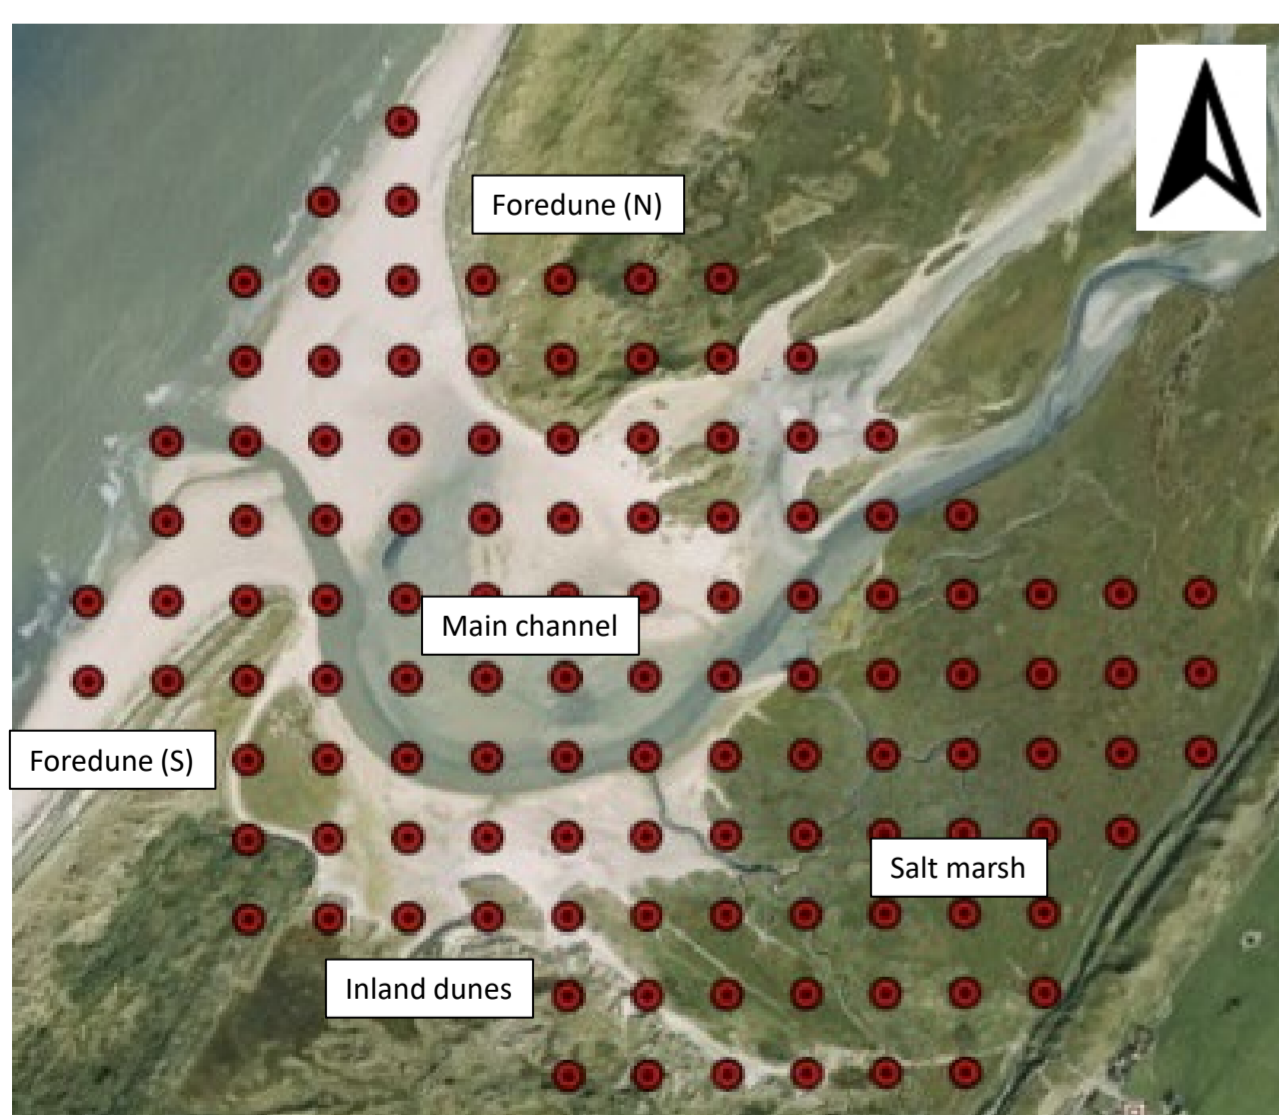 Foredune (N)
Main channel
Foredune (S)
Salt marsh
Inland dunes